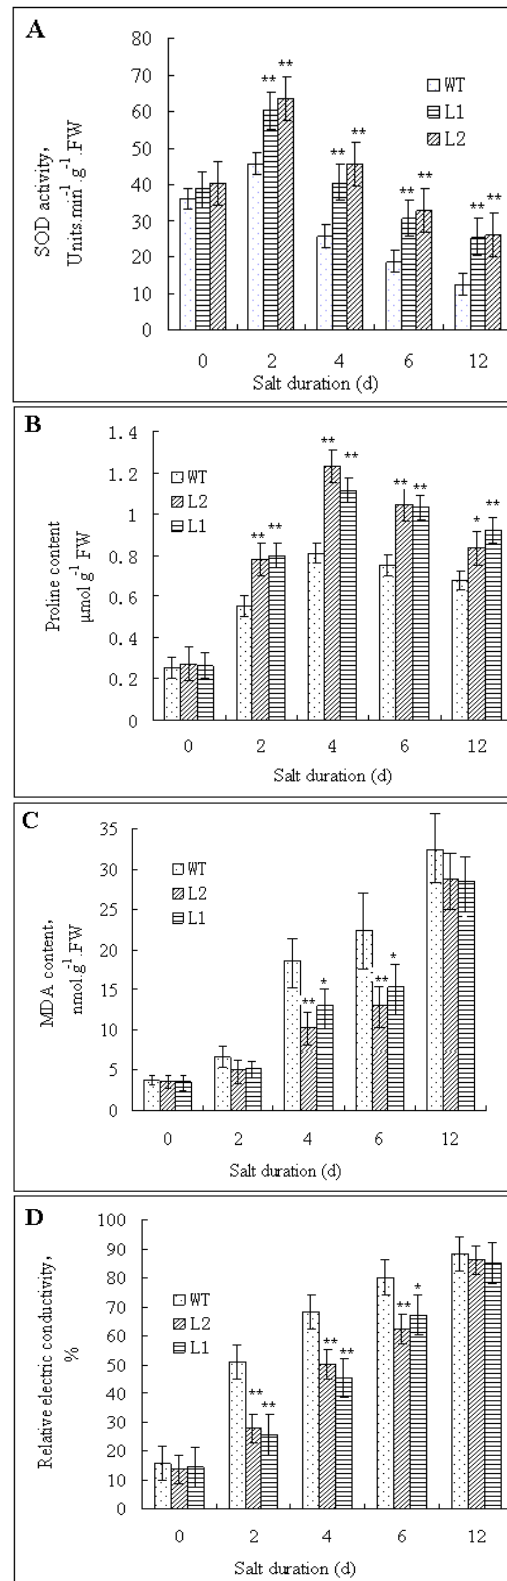 A
80
70
60
50
40
30
20
10
0
SOD activity,
Units.min⁻¹.g⁻¹.FW
WT
L1
L2
** **
** **
** **
** **
0 2 4 6 12
Salt duration (d)
B
1.4
1.2
1
0.8
0.6
0.4
0.2
0
Proline content
µmol g⁻¹ FW
WT
L2
L1
** **
** **
** **
* **
0 2 4 6 12
Salt duration (d)
C
35
30
25
20
15
10
5
0
MDA content,
nmol.g⁻¹.FW
WT
L2
L1
** *
** *
0 2 4 6 12
Salt duration (d)
D
100
90
80
70
60
50
40
30
20
10
0
Relative electric conductivity,
%
WT
L2
L1
** **
** **
** *
0 2 4 6 12
Salt duration (d)